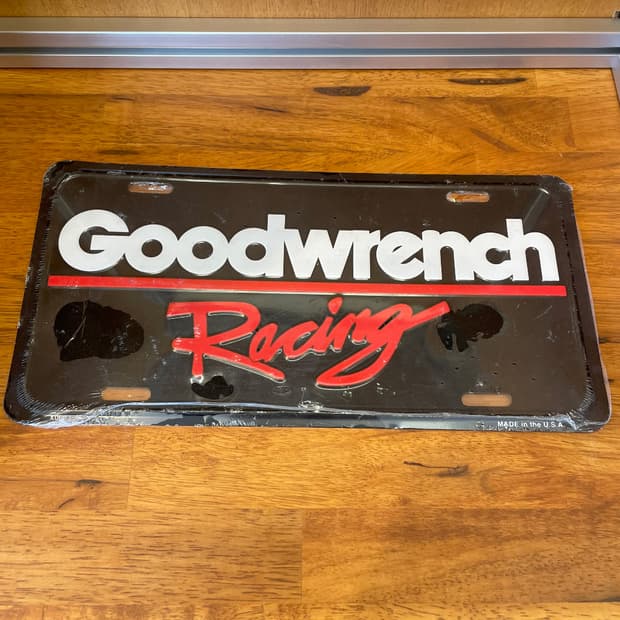 Goodwrench
Racing
MADE in the U.S.A.